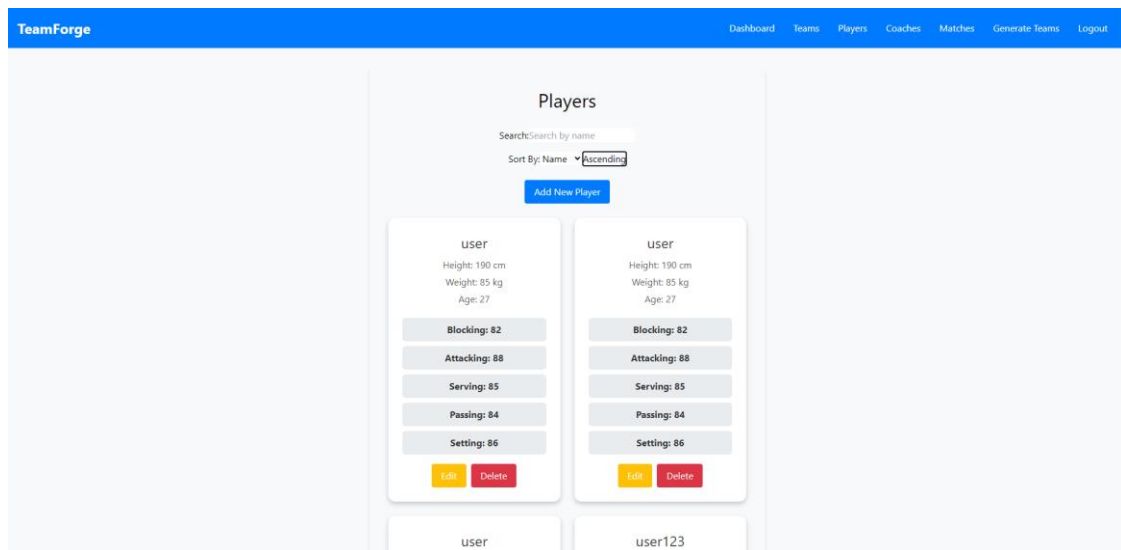 TeamForge
Dashboard Teams Players Coaches Matches Generate Teams Logout
Players
Search:Search by name
Sort By: Name Ascending
Add New Player
user
Height: 190 cm
Weight: 85 kg
Age: 27
Blocking: 82
Attacking: 88
Serving: 85
Passing: 84
Setting: 86
Edit Delete
user
Height: 190 cm
Weight: 85 kg
Age: 27
Blocking: 82
Attacking: 88
Serving: 85
Passing: 84
Setting: 86
Edit Delete
user
user123